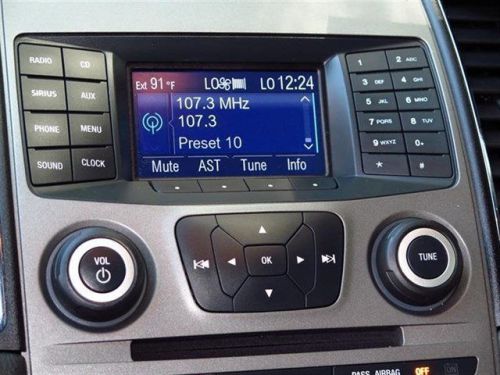 RADIO CD
SIRIUS AUX
PHONE MENU
SOUND CLOCK
Ext 91 °F LO LO 12:24
107.3 MHz
107.3
Preset 10
Mute AST Tune Info
1 2 ABC
3 DEF 4 GHI
5 JKL 6 MNO
7 PQRS 8 TUV
9 WXYZ 0
* #
VOL
OK
TUNE
PASS AIRBAG OFF ON